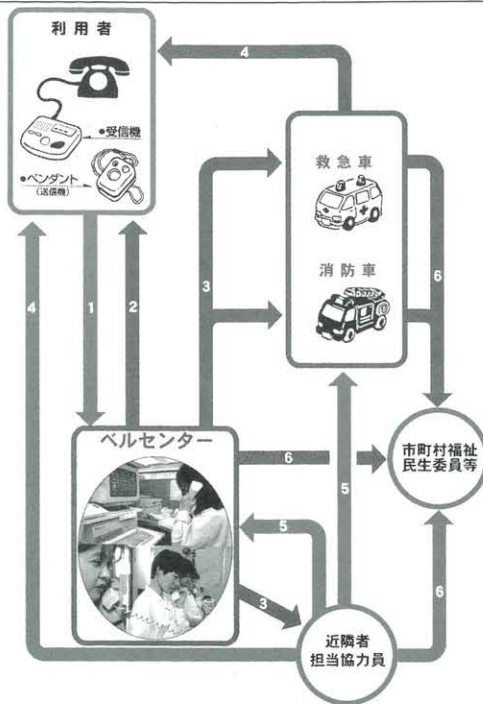 利用者
●受信機
●ペンダント
(送信機)
4
救急車
消防車
4
1
2
3
6
ベルセンター
6
5
5
3
6
市町村福祉
民生委員等
近隣者
担当協力員